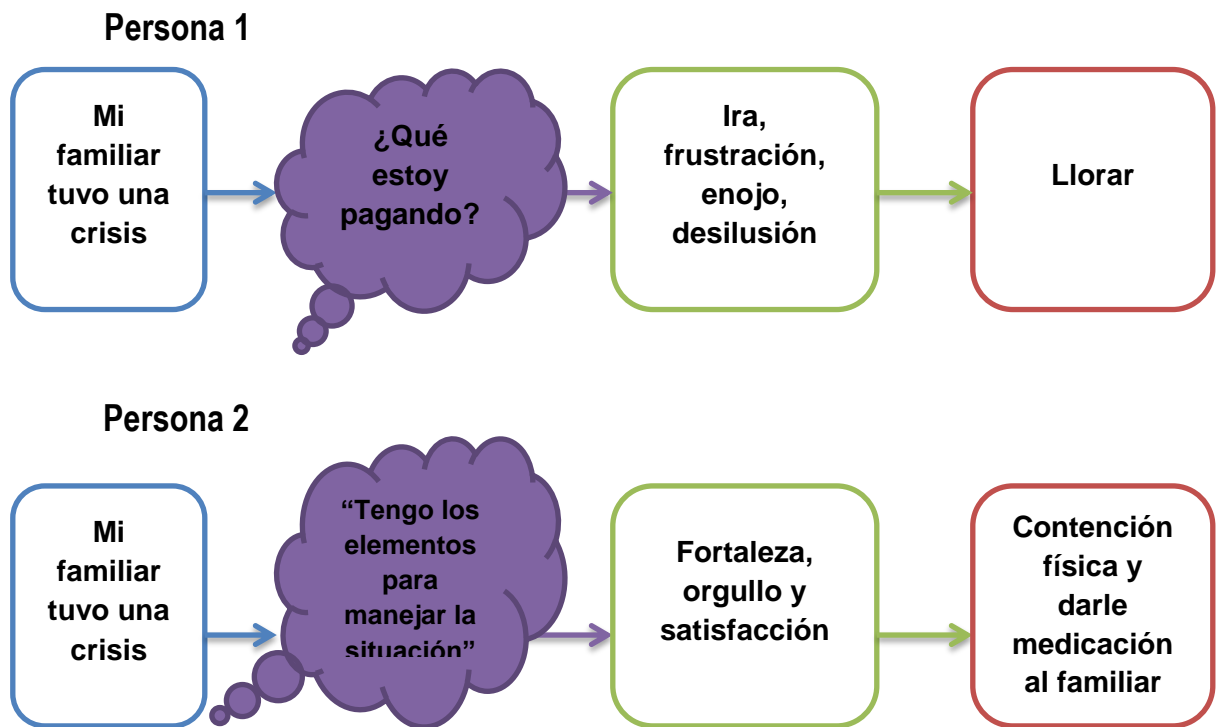 Persona 1
Mi
familiar
tuvo una
crisis
¿Qué
estoy
pagando?
Ira,
frustración,
enojo,
desilusión
Llorar
Persona 2
Mi
familiar
tuvo una
crisis
“Tengo los
elementos
para
manejar la
situación”
Fortaleza,
orgullo y
satisfacción
Contención
física y
darle
medicación
al familiar